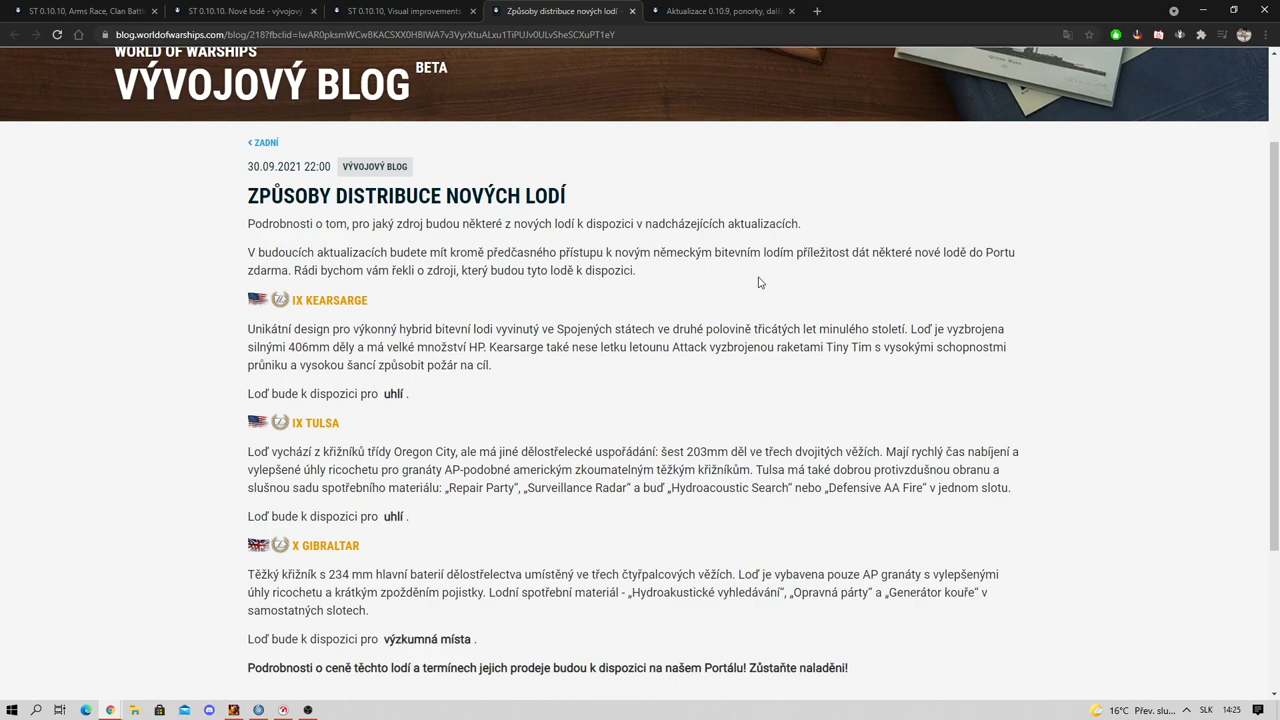 ST 0.10.10, Arms Race, Clan Batt
ST 0.10.10, německé bitevní
ST 0.10.10, improvements
Způsoby distribuce nových lodí
Aktualizace 0.10.9, ponorky, dal
blog.worldofwarships.com/blog/218?fbclid=IwAR0pksmWCwBKACSXX0HBIWA7v3VyrXtuALxu1TiPUv0ULvSheSCXuPT1eY
WORLD OF WARSHIPS
VÝVOJOVÝ BLOG BETA
ZADNÍ
30.09.2021 22:00 VÝVOJOVÝ BLOG
ZPŮSOBY DISTRIBUCE NOVÝCH LODÍ
Podrobnosti o tom, pro jaký zdroj budou některé z nových lodí k dispozici v nadcházejících aktualizacích.
V budoucích aktualizacích budete mít kromě předčasného přístupu k novým německým bitevním lodím příležitost dát některé nové lodě do Portu
zdarma. Rádi bychom vám řekli o zdroji, který budou tyto lodě k dispozici.
IX KEARSARGE
Unikátní design pro výkonný hybrid bitevní lodi vyvinutý ve Spojených státech ve druhé polovině třicátých let minulého století. Loď je vyzbrojena
silnými 406mm děly a má velké množství HP. Kearsarge také nese letku letounu Attack vyzbrojenou raketami Tiny Tim s vysokými schopnostmi
průniku a vysokou šancí způsobit požár na cíl.
Loď bude k dispozici pro uhlí .
IX TULSA
Loď vychází z křižníků třídy Oregon City, ale má jiné dělostřelecké uspořádání: šest 203mm děl ve třech dvojitých věžích. Mají rychlý čas nabíjení a
vylepšené úhly ricochetu pro granáty AP-podobné americkým zkoumatelným těžkým křižníkům. Tulsa má také dobrou protivzdušnou obranu a
slušnou sadu spotřebního materiálu: „Repair Party“, „Surveillance Radar“ a buď „Hydroacoustic Search“ nebo „Defensive AA Fire“ v jednom slotu.
Loď bude k dispozici pro uhlí .
X GIBRALTAR
Těžký křižník s 234 mm hlavní baterií dělostřelectva umístěný ve třech čtyřpalcových věžích. Loď je vybavena pouze AP granáty s vylepšenými
úhly ricochetu a krátkým zpožděním pojistky. Lodní spotřební materiál - „Hydroakustické vyhledávání“, „Opravná párty“ a „Generátor kouře“ v
samostatných slotech.
Loď bude k dispozici pro výzkumná místa .
Podrobnosti o ceně těchto lodí a termínech jejich prodeje budou k dispozici na našem Portálu! Zůstaňte naladěni!
16°C Prev. slu... SLK 14:25